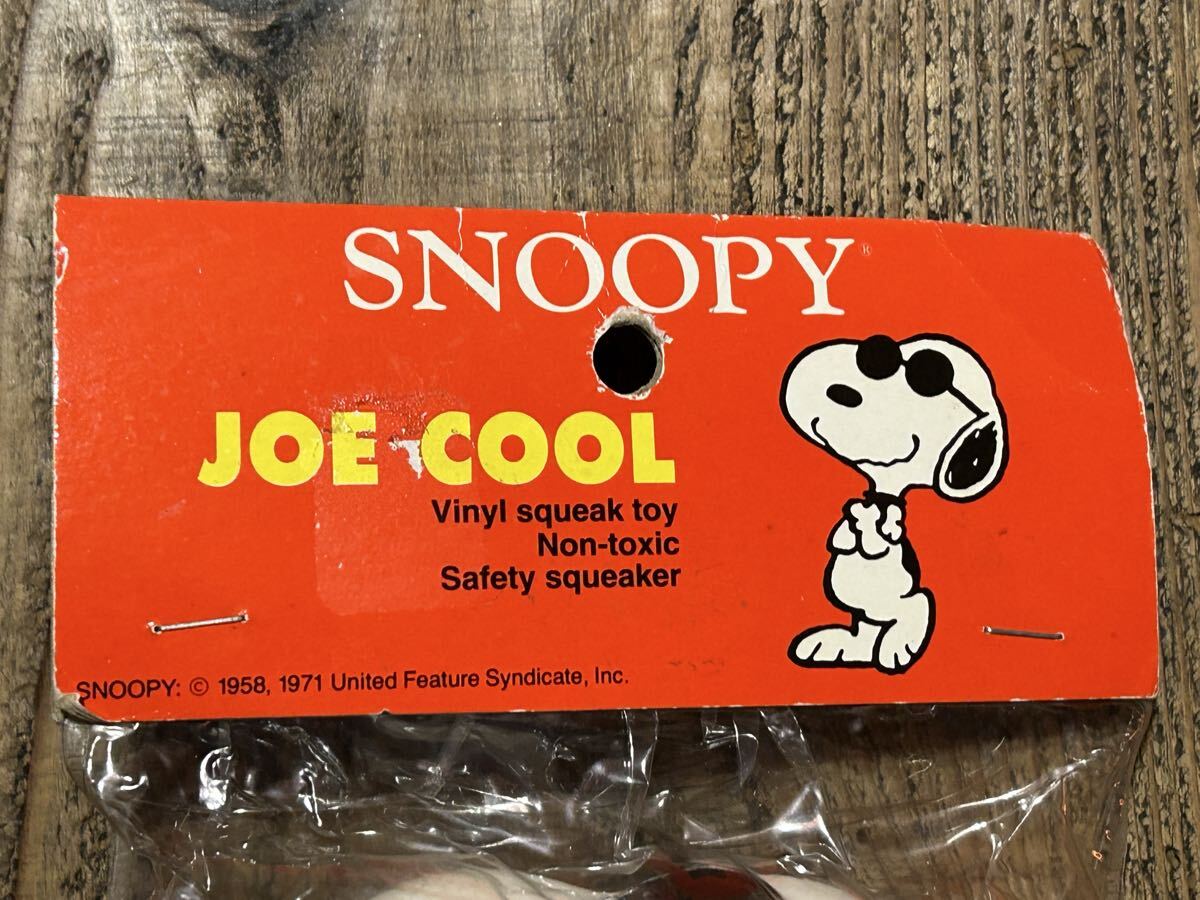 SNOOPY®
JOE COOL
Vinyl squeak toy
Non-toxic
Safety squeaker
SNOOPY: © 1958, 1971 United Feature Syndicate, Inc.